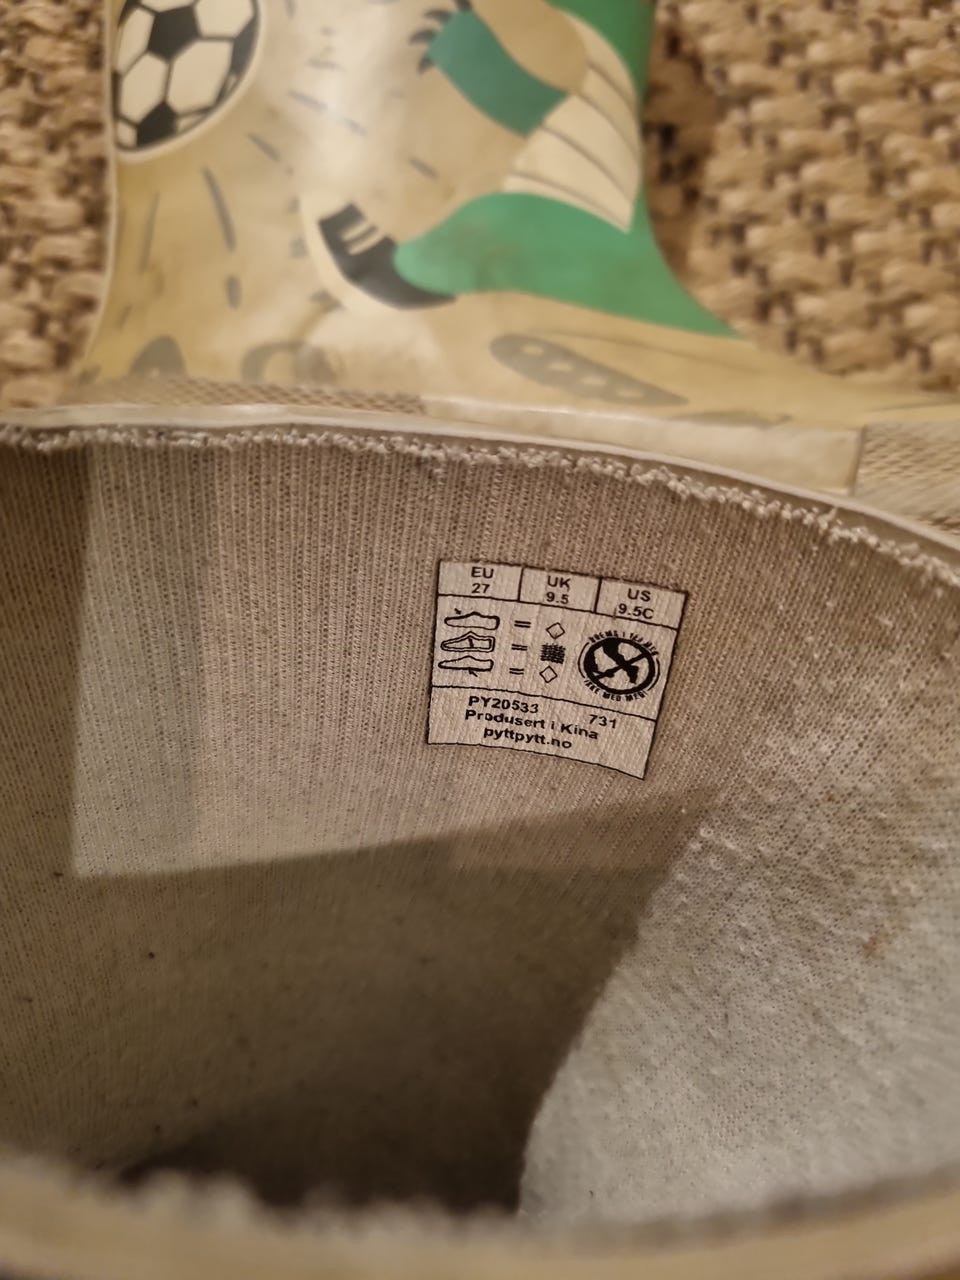 EU UK US
27 9.5 9.5C
= 
= 
= 
PY20533 731
Produsert i Kina
pyttpytt.no